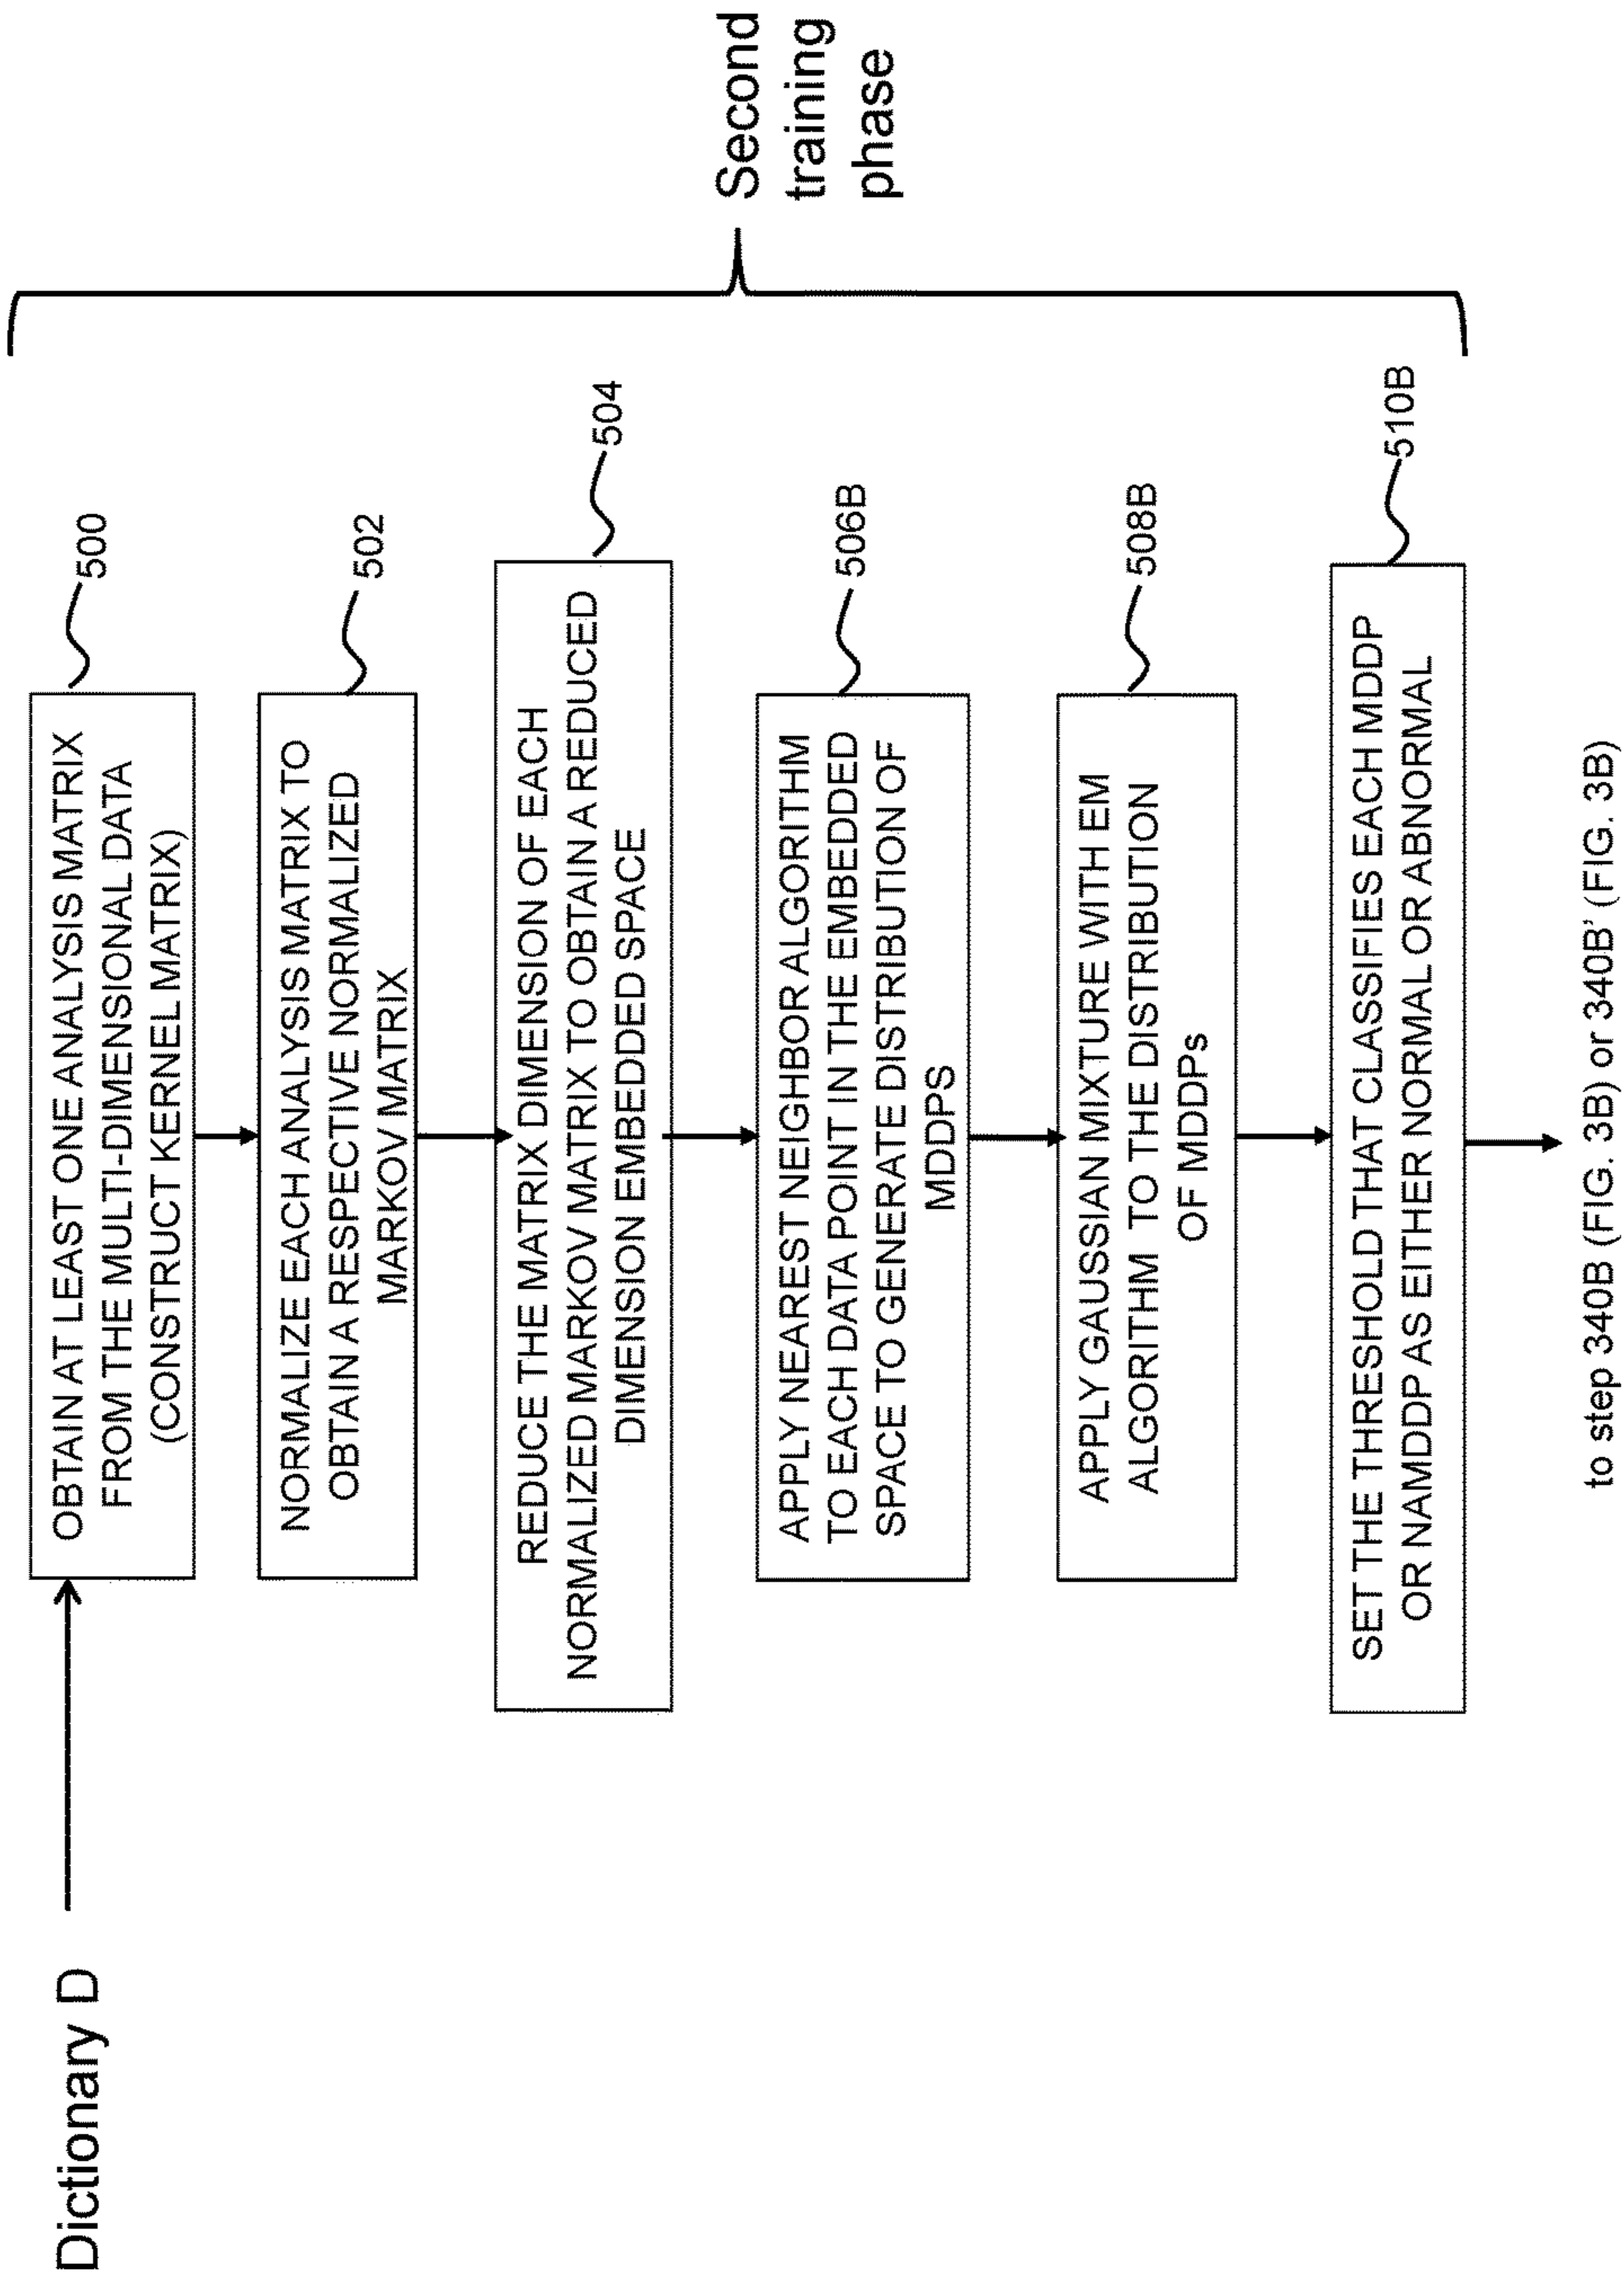 Dictionary D
OBTAIN AT LEAST ONE ANALYSIS MATRIX
FROM THE MULTI-DIMENSIONAL DATA
(CONSTRUCT KERNEL MATRIX)
500
NORMALIZE EACH ANALYSIS MATRIX TO
OBTAIN A RESPECTIVE NORMALIZED
MARKOV MATRIX
502
REDUCE THE MATRIX DIMENSION OF EACH
NORMALIZED MARKOV MATRIX TO OBTAIN A REDUCED
DIMENSION EMBEDDED SPACE
504
APPLY NEAREST NEIGHBOR ALGORITHM
TO EACH DATA POINT IN THE EMBEDDED
SPACE TO GENERATE DISTRIBUTION OF
MDDPS
506B
APPLY GAUSSIAN MIXTURE WITH EM
ALGORITHM TO THE DISTRIBUTION
OF MDDPs
508B
SET THE THRESHOLD THAT CLASSIFIES EACH MDDP
OR NAMDDP AS EITHER NORMAL OR ABNORMAL
510B
Second
training
phase
to step 340B (FIG. 3B) or 340B' (FIG. 3B)